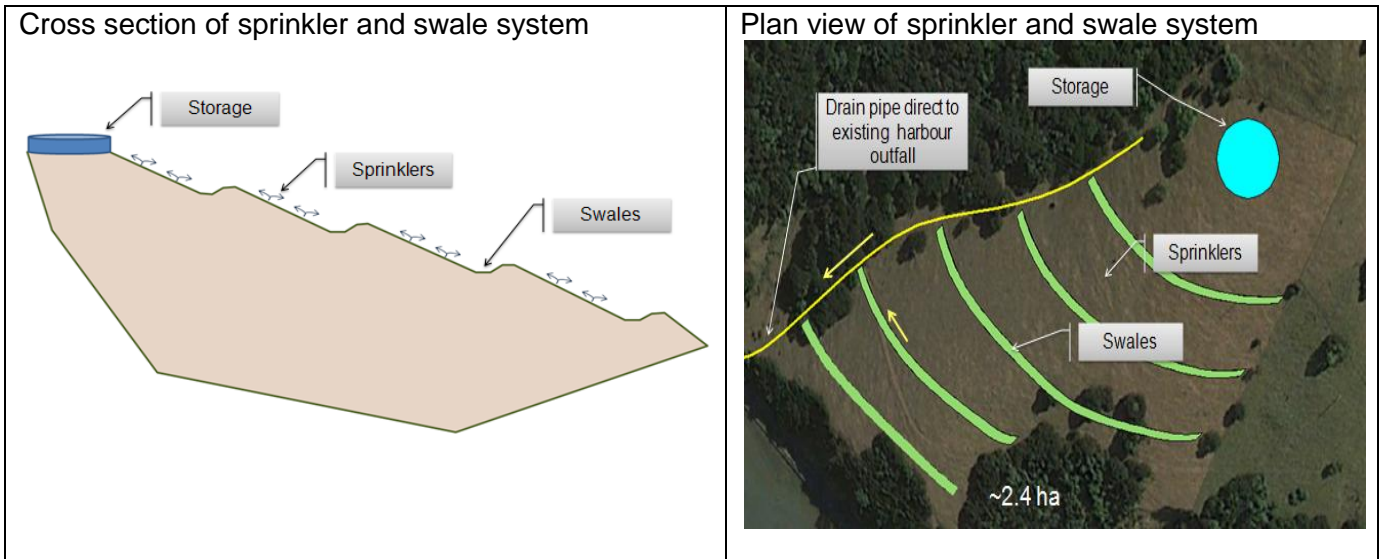 Cross section of sprinkler and swale system
Storage
Sprinklers
Swales
Plan view of sprinkler and swale system
Storage
Drain pipe direct to
existing harbour
outfall
Sprinklers
Swales
~2.4 ha